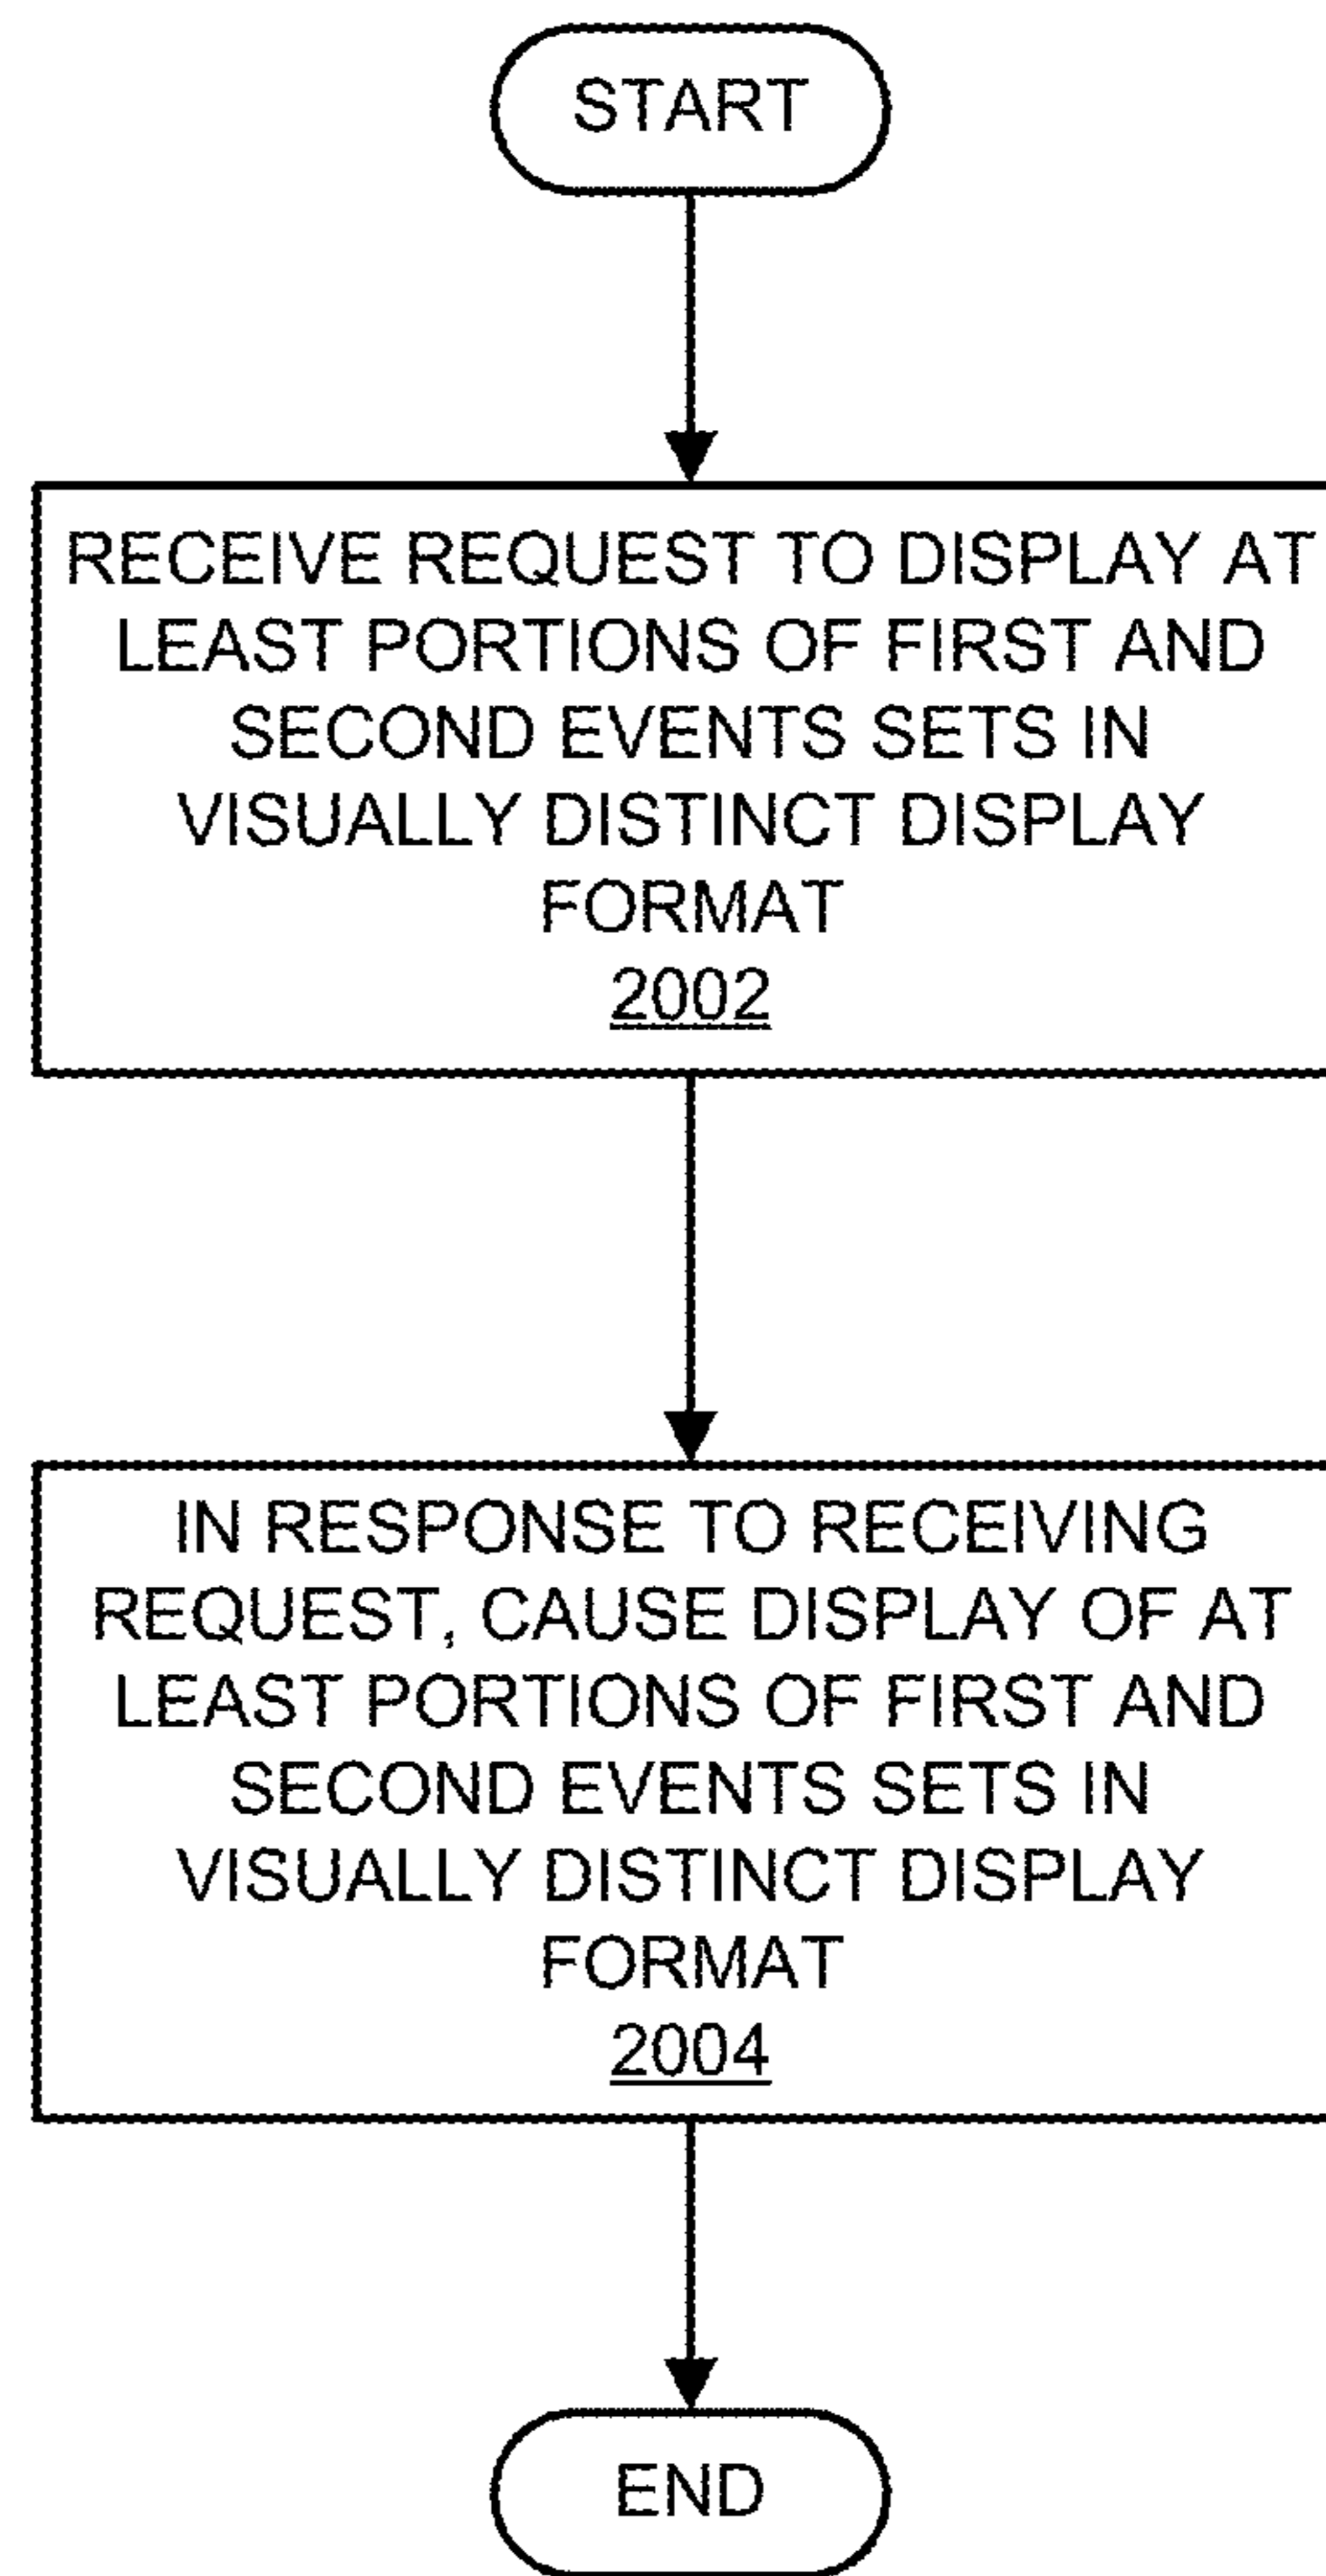 START
RECEIVE REQUEST TO DISPLAY AT
LEAST PORTIONS OF FIRST AND
SECOND EVENTS SETS IN
VISUALLY DISTINCT DISPLAY
FORMAT
2002
IN RESPONSE TO RECEIVING
REQUEST, CAUSE DISPLAY OF AT
LEAST PORTIONS OF FIRST AND
SECOND EVENTS SETS IN
VISUALLY DISTINCT DISPLAY
FORMAT
2004
END